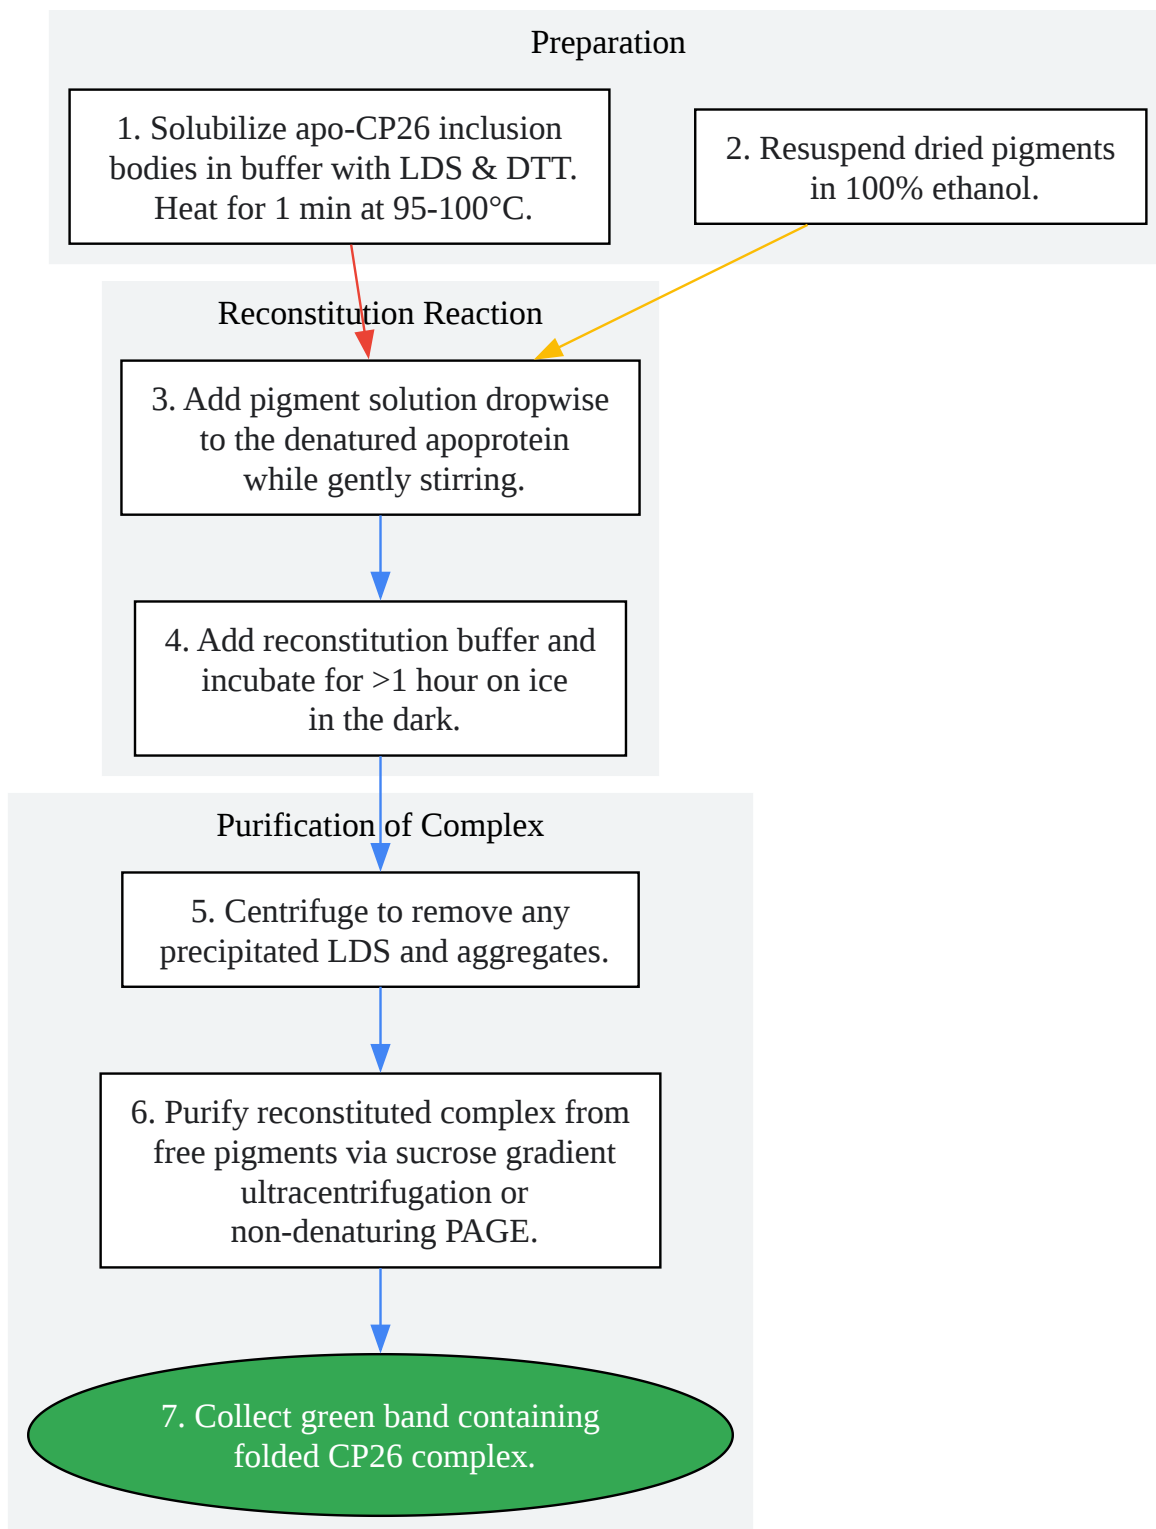 Preparation
1. Solubilize apo-CP26 inclusion
bodies in buffer with LDS & DTT.
Heat for 1 min at 95-100°C.
2. Resuspend dried pigments
in 100% ethanol.
Reconstitution Reaction
3. Add pigment solution dropwise
to the denatured apoprotein
while gently stirring.
4. Add reconstitution buffer and
incubate for >1 hour on ice
in the dark.
Purification of Complex
5. Centrifuge to remove any
precipitated LDS and aggregates.
6. Purify reconstituted complex from
free pigments via sucrose gradient
ultracentrifugation or
non-denaturing PAGE.
7. Collect green band containing
folded CP26 complex.